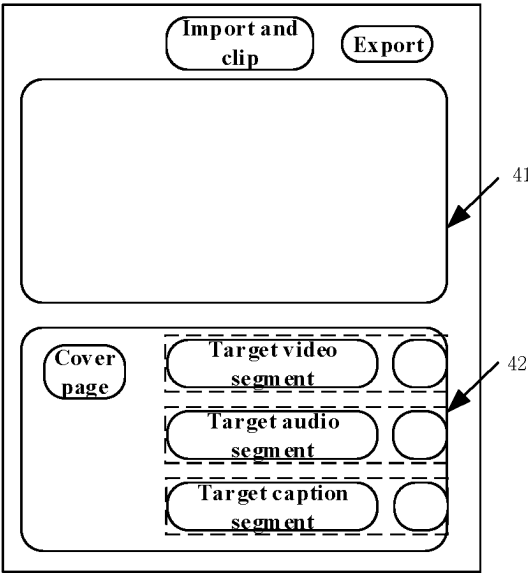 Import and
clip
Export
41
Cover
page
Target video
segment
42
Target audio
segment
Target caption
segment